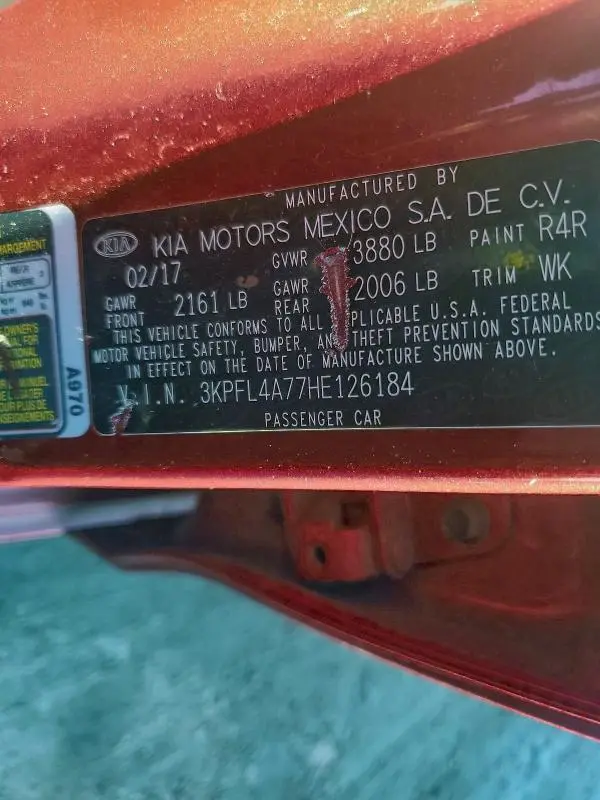 MANUFACTURED BY
KIA KIA MOTORS MEXICO S.A. DE C.V.
02/17 GVWR 3880 LB PAINT R4R
GAWR FRONT 2161 LB GAWR REAR 2006 LB TRIM WK
THIS VEHICLE CONFORMS TO ALL PLICABLE U.S.A. FEDERAL
MOTOR VEHICLE SAFETY, BUMPER, AN THEFT PREVENTION STANDARDS
IN EFFECT ON THE DATE OF MANUFACTURE SHOWN ABOVE.
V.I.N. 3KPFL4A77HE126184
PASSENGER CAR
A970